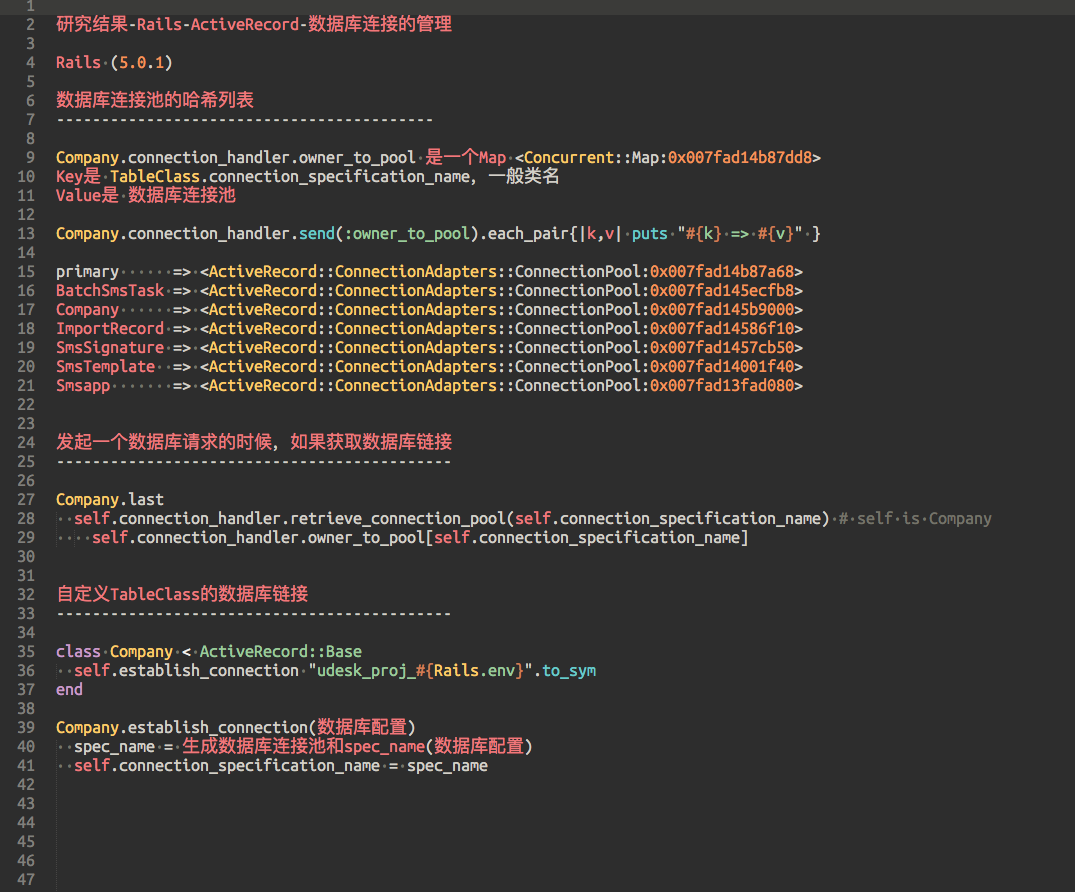 1
2 研究结果-Rails-ActiveRecord-数据库连接的管理
3
4 Rails (5.0.1)
5
6 数据库连接池的哈希列表
7 ------------------------------------------
8
9 Company.connection_handler.owner_to_pool 是一个Map <Concurrent::Map:0x007fad14b87dd8>
10 Key是 TableClass.connection_specification_name, 一般类名
11 Value是 数据库连接池
12
13 Company.connection_handler.send(:owner_to_pool).each_pair{|k,v| puts "#{k} => #{v}" }
14
15 primary      => <ActiveRecord::ConnectionAdapters::ConnectionPool:0x007fad14b87a68>
16 BatchSmsTask => <ActiveRecord::ConnectionAdapters::ConnectionPool:0x007fad145ecfb8>
17 Company      => <ActiveRecord::ConnectionAdapters::ConnectionPool:0x007fad145b9000>
18 ImportRecord => <ActiveRecord::ConnectionAdapters::ConnectionPool:0x007fad14586f10>
19 SmsSignature => <ActiveRecord::ConnectionAdapters::ConnectionPool:0x007fad1457cb50>
20 SmsTemplate  => <ActiveRecord::ConnectionAdapters::ConnectionPool:0x007fad14001f40>
21 Smsapp       => <ActiveRecord::ConnectionAdapters::ConnectionPool:0x007fad13fad080>
22
23
24 发起一个数据库请求的时候, 如果获取数据库链接
25 --------------------------------------------
26
27 Company.last
28   self.connection_handler.retrieve_connection_pool(self.connection_specification_name) # self is Company
29     self.connection_handler.owner_to_pool[self.connection_specification_name]
30
31
32 自定义TableClass的数据库链接
33 --------------------------------------------
34
35 class Company < ActiveRecord::Base
36   self.establish_connection "udesk_proj_#{Rails.env}".to_sym
37 end
38
39 Company.establish_connection(数据库配置)
40   spec_name = 生成数据库连接池和spec_name(数据库配置)
41   self.connection_specification_name = spec_name
42
43
44
45
46
47